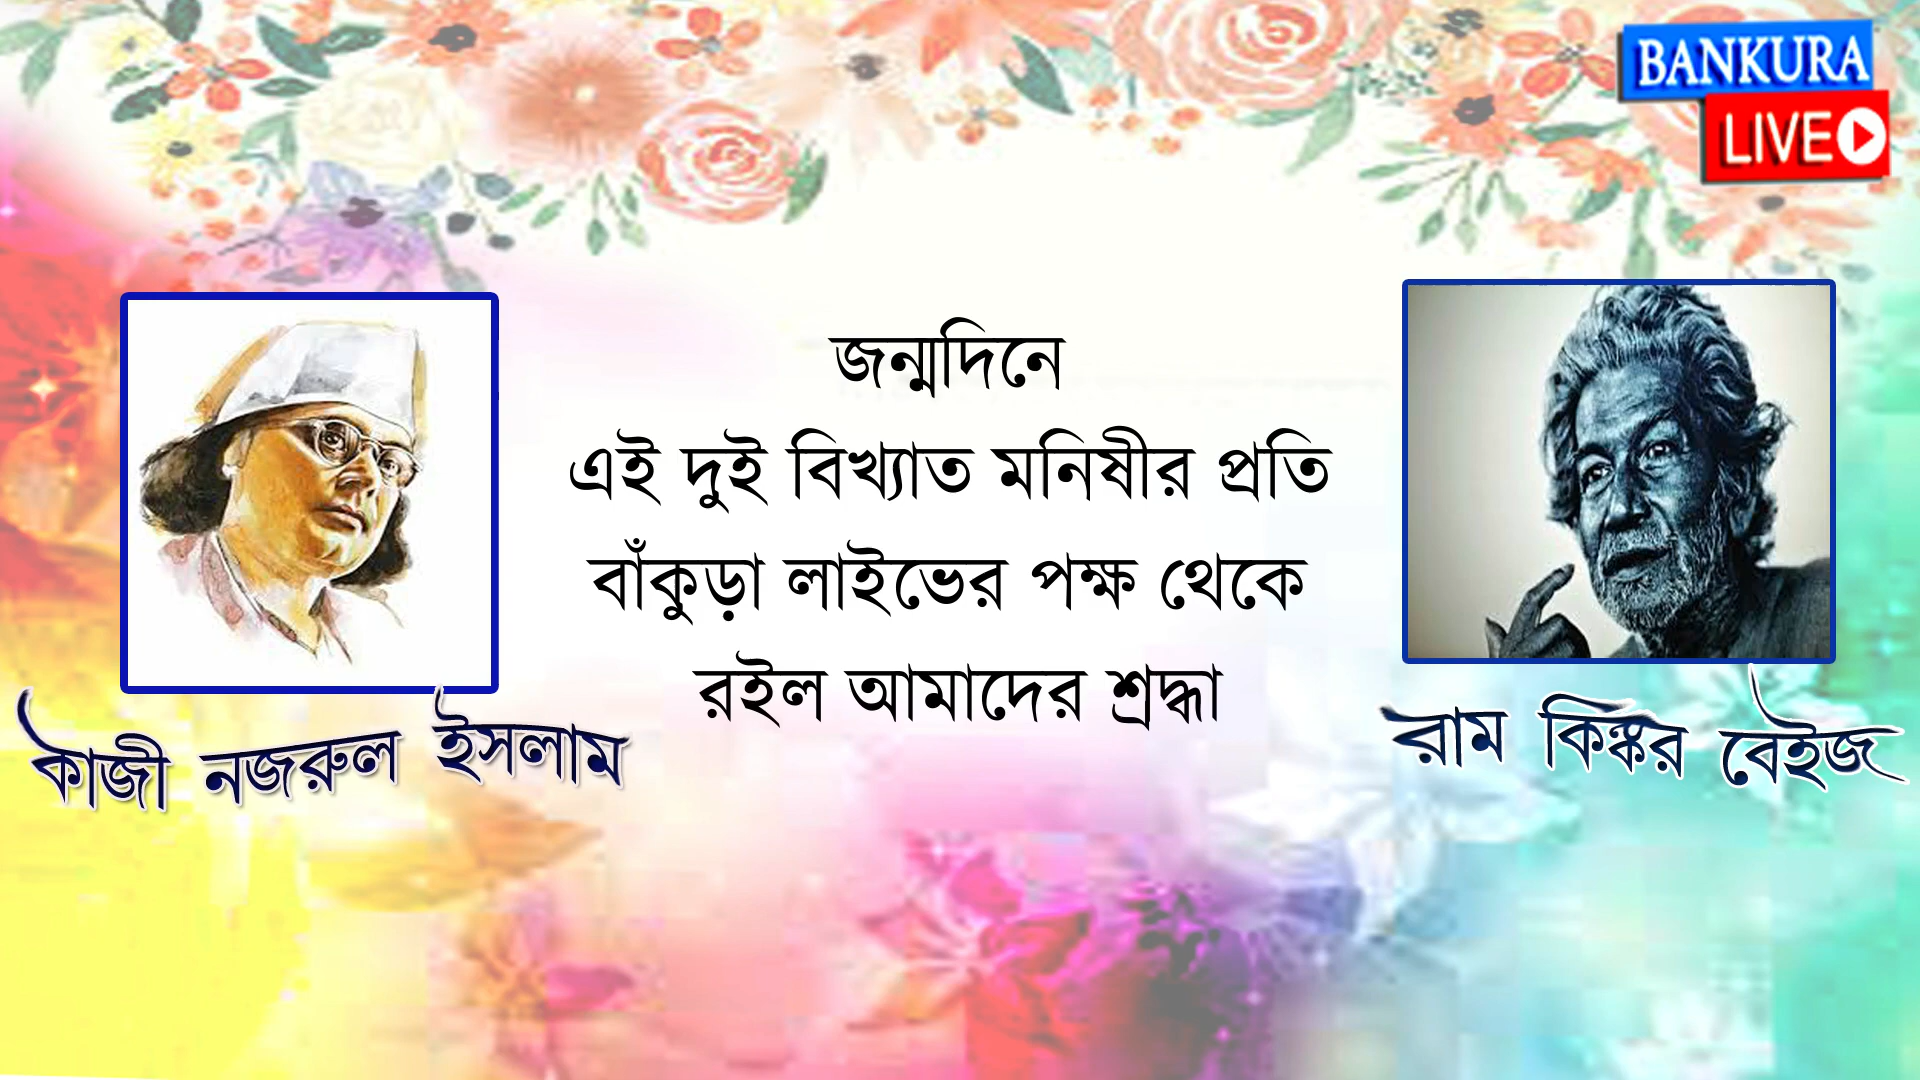 BANKURA
LIVE
জন্মদিনে
এই দুই বিখ্যাত মনিষীর প্রতি
বাঁকুড়া লাইভের পক্ষ থেকে
রইল আমাদের শ্রদ্ধা
কাজী নজরুল ইসলাম
রাম কিঙ্কর বেইজ